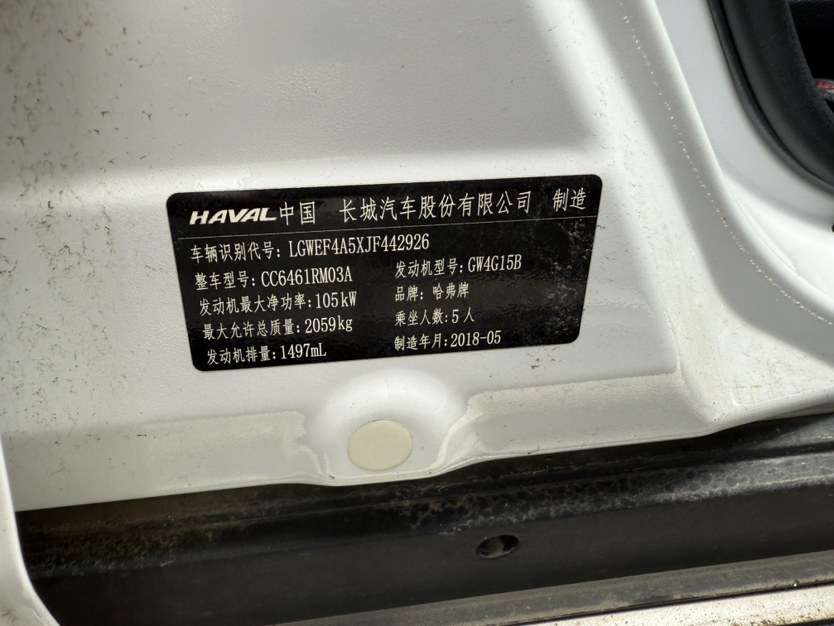 HAVAL中国 长城汽车股份有限公司 制造
车辆识别代号: LGWEF4A5XJF442926
整车型号: CC6461RM03A 发动机型号: GW4G15B
发动机最大净功率: 105kW 品牌: 哈弗牌
最大允许总质量: 2059kg 乘坐人数: 5 人
发动机排量: 1497mL 制造年月: 2018-05